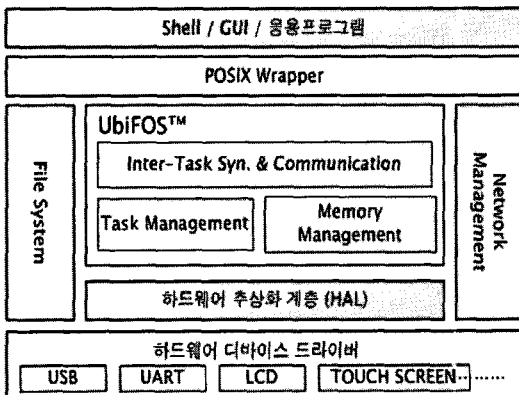 Shell / GUI / 응용프로그램
POSIX Wrapper
File System
UbiFOS™
Inter-Task Syn. & Communication
Task Management
Memory
Management
Network
Management
하드웨어 추상화 계층 (HAL)
하드웨어 디바이스 드라이버
USB
UART
LCD
TOUCH SCREEN·········